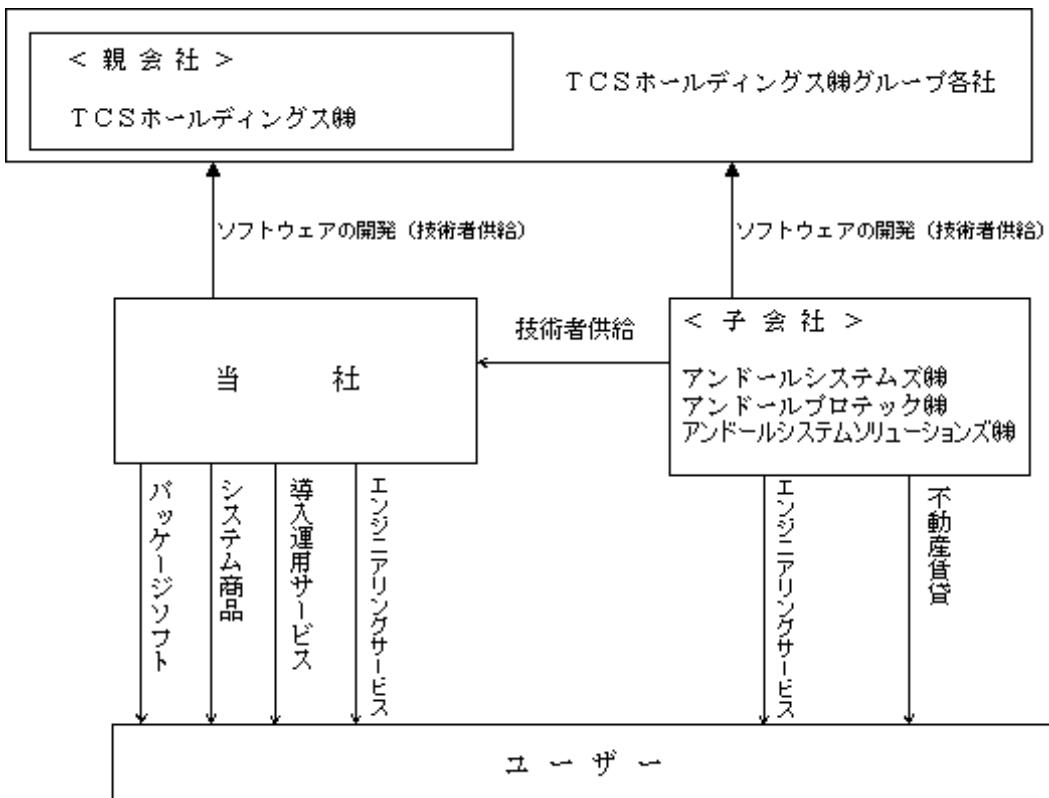 ＜ 親 会 社 ＞
ＴＣＳホールディングス㈱
ＴＣＳホールディングス㈱グループ各社
ソフトウェアの開発（技術者供給）
ソフトウェアの開発（技術者供給）
当　　社
技術者供給
＜ 子 会 社 ＞
アンドールシステムズ㈱
アンドールプロテック㈱
アンドールシステムソリューションズ㈱
パッケージソフト
システム商品
導入運用サービス
エンジニアリングサービス
エンジニアリングサービス
不動産賃貸
ユ ー ザ ー